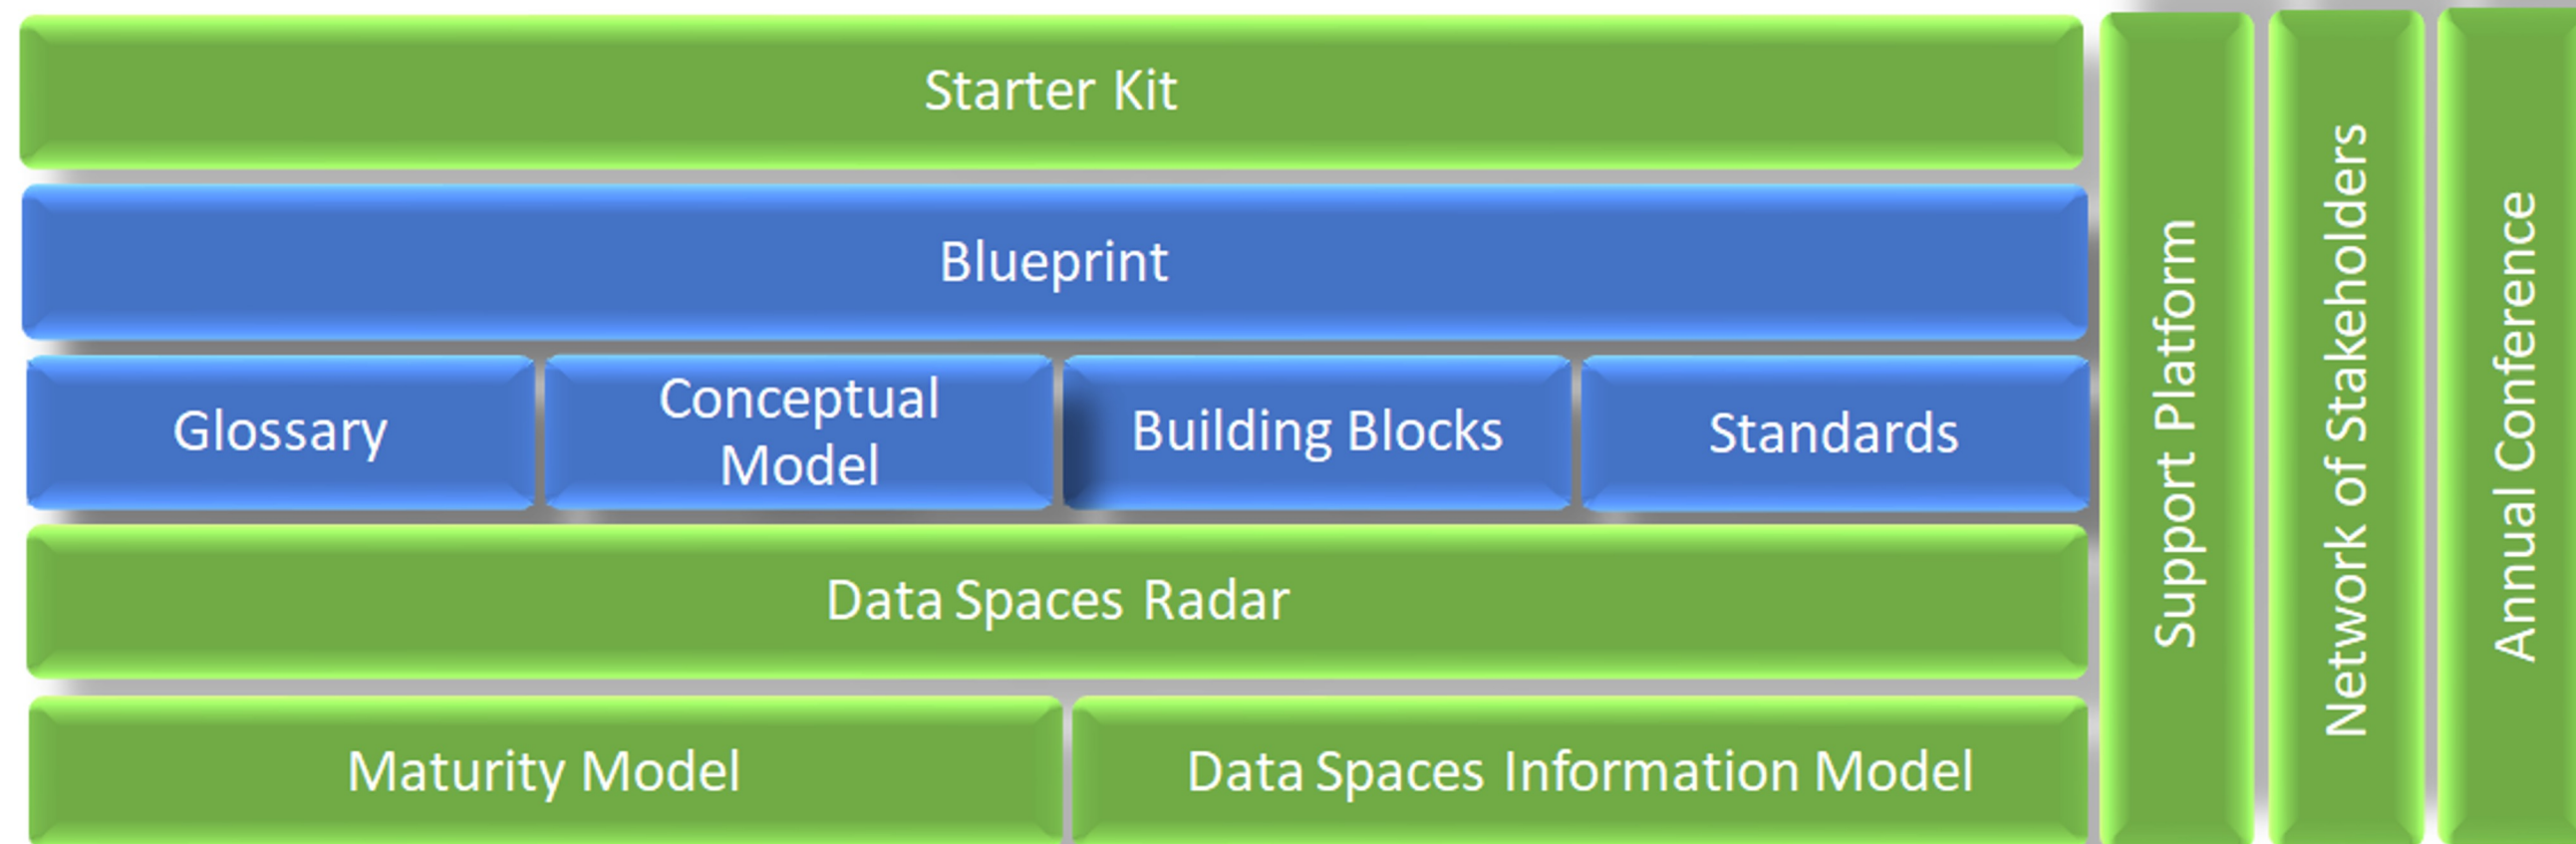 Starter Kit
Blueprint
Glossary
Conceptual
Model
Building Blocks
Standards
Data Spaces Radar
Maturity Model
Data Spaces Information Model
Support Platform
Network of Stakeholders
Annual Conference